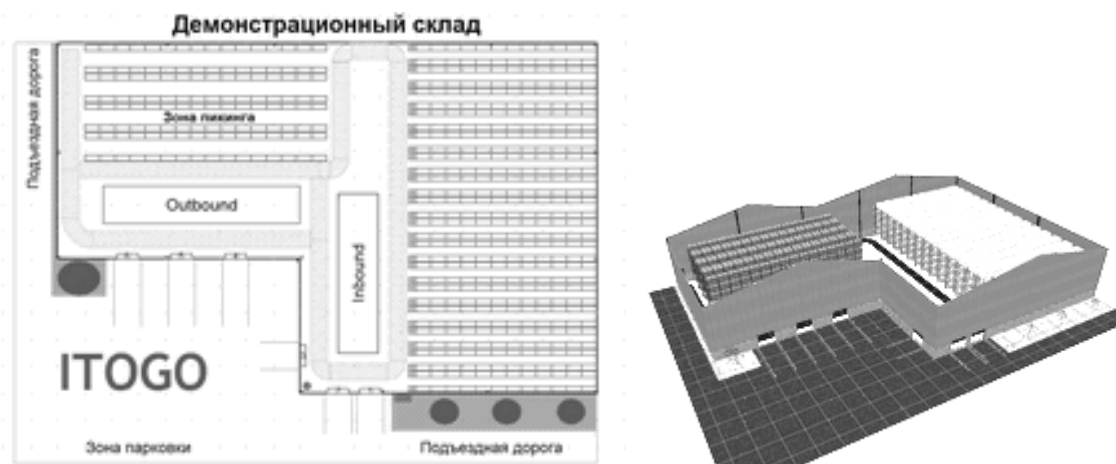 Демонстрационный склад
Подъездная дорога
Зона пикинга
Outbound
Inbound
ITOGO
Зона парковки
Подъездная дорога